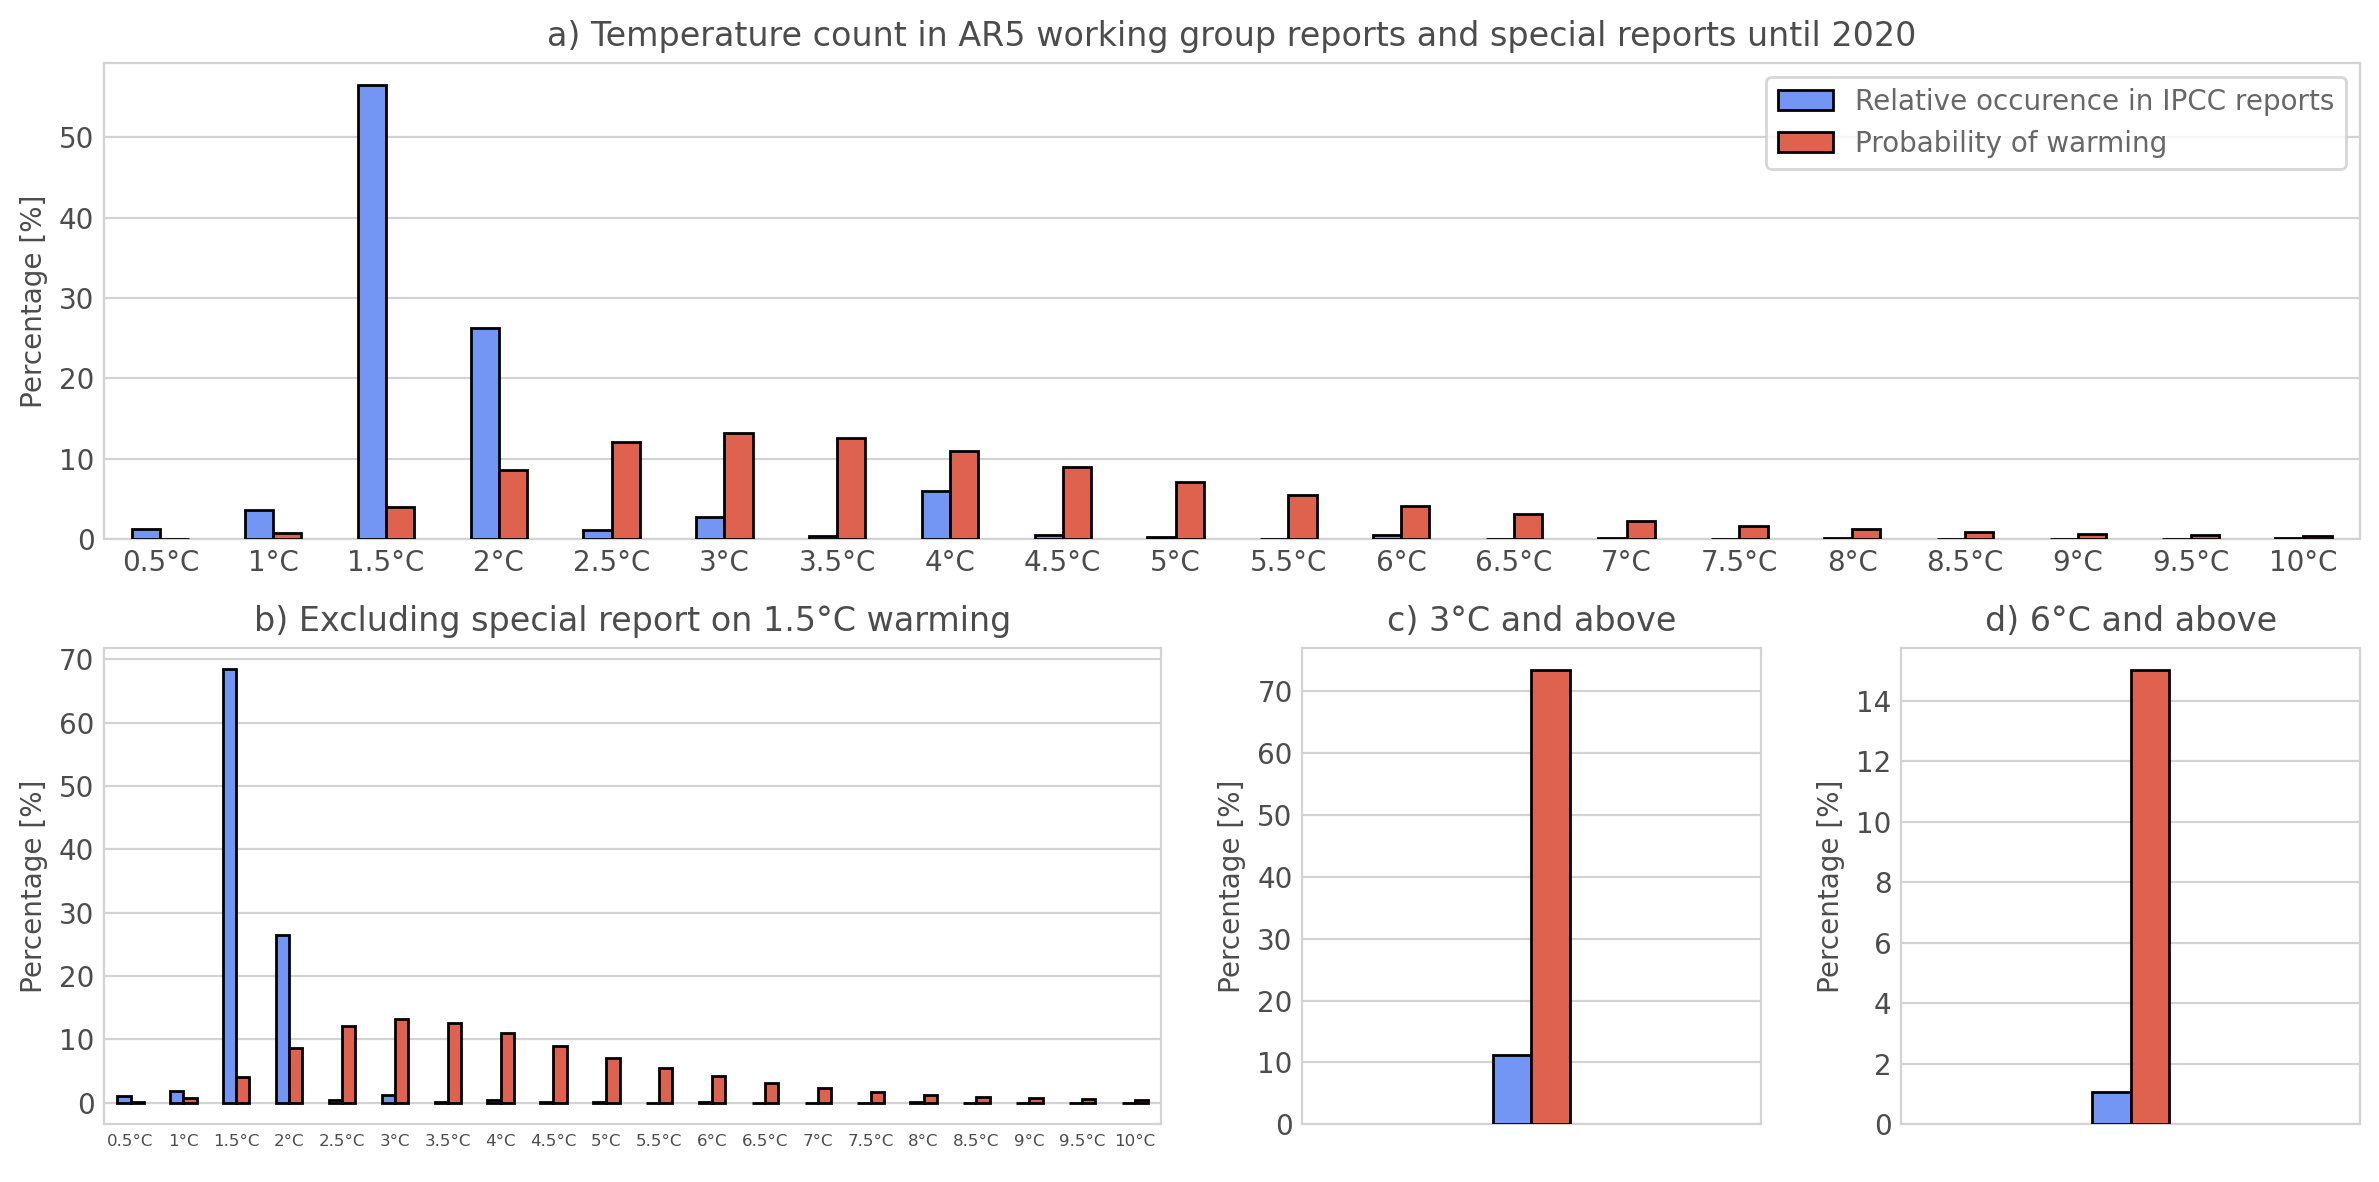 a) Temperature count in AR5 working group reports and special reports until 2020
Percentage [%]
50
40
30
20
10
0
Relative occurence in IPCC reports
Probability of warming
0.5°C 1°C 1.5°C 2°C 2.5°C 3°C 3.5°C 4°C 4.5°C 5°C 5.5°C 6°C 6.5°C 7°C 7.5°C 8°C 8.5°C 9°C 9.5°C 10°C
b) Excluding special report on 1.5°C warming
Percentage [%]
70
60
50
40
30
20
10
0
0.5°C 1°C 1.5°C 2°C 2.5°C 3°C 3.5°C 4°C 4.5°C 5°C 5.5°C 6°C 6.5°C 7°C 7.5°C 8°C 8.5°C 9°C 9.5°C 10°C
c) 3°C and above
Percentage [%]
70
60
50
40
30
20
10
0
d) 6°C and above
Percentage [%]
14
12
10
8
6
4
2
0